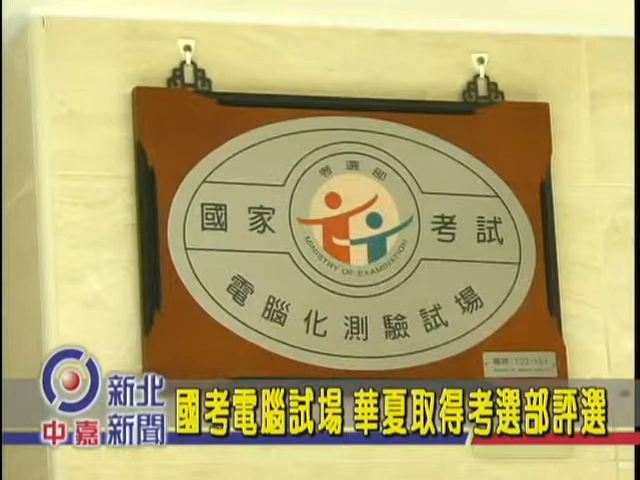 考選部
國家 考試
MINISTRY OF EXAMINATION
電腦化測驗試場
新北
中嘉 新聞
國考電腦試場 華夏取得考選部評選